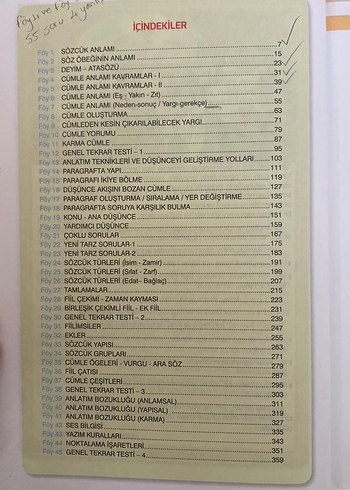 Föyü ve föy
55 soru
İÇİNDEKİLER
Föy 1 SÖZCÜK ANLAMI 7
Föy 2 SÖZ ÖBEĞİNİN ANLAMI 15
Föy 3 DEYİM – ATASÖZÜ 23
Föy 4 CÜMLE ANLAMI KAVRAMLAR - I 31
Föy 5 CÜMLE ANLAMI KAVRAMLAR - II 39
Föy 6 CÜMLE ANLAMI (Eş - Yakın - Zıt) 47
Föy 7 CÜMLE ANLAMI (Neden-sonuç / Yargı-gerekçe) 55
Föy 8 CÜMLE OLUŞTURMA 63
Föy 9 CÜMLEDEN KESİN ÇIKARILABİLECEK YARGI 71
Föy 10 CÜMLE YORUMU 79
Föy 11 KARMA CÜMLE 87
Föy 12 GENEL TEKRAR TESTİ – 1 95
Föy 13 ANLATIM TEKNİKLERİ VE DÜŞÜNCEYİ GELİŞTİRME YOLLARI 103
Föy 14 PARAGRAFTA YAPI 111
Föy 15 PARAGRAFI İKİYE BÖLME 119
Föy 16 DÜŞÜNCE AKIŞINI BOZAN CÜMLE 127
Föy 17 PARAGRAF OLUŞTURMA / SIRALAMA / YER DEĞİŞTİRME 135
Föy 18 PARAGRAFTA SORUYA KARŞILIK BULMA 143
Föy 19 KONU - ANA DÜŞÜNCE 151
Föy 20 YARDIMCI DÜŞÜNCE 159
Föy 21 ÇOKLU SORULAR 167
Föy 22 YENİ TARZ SORULAR-1 175
Föy 23 YENİ TARZ SORULAR-2 183
Föy 24 SÖZCÜK TÜRLERİ (İsim - Zamir) 191
Föy 25 SÖZCÜK TÜRLERİ (Sıfat - Zarf) 199
Föy 26 SÖZCÜK TÜRLERİ (Edat– Bağlaç) 207
Föy 27 TAMLAMALAR 215
Föy 28 FİİL ÇEKİMİ - ZAMAN KAYMASI 223
Föy 29 BİRLEŞİK ÇEKİMLİ FİİL - EK FİİL 231
Föy 30 GENEL TEKRAR TESTİ – 2 239
Föy 31 FİİLİMSİLER 247
Föy 32 EKLER 255
Föy 33 SÖZCÜK YAPISI 263
Föy 34 SÖZCÜK GRUPLARI 271
Föy 35 CÜMLE ÖGELERİ - VURGU - ARA SÖZ 279
Föy 36 FİİL ÇATISI 287
Föy 37 CÜMLE ÇEŞİTLERİ 295
Föy 38 GENEL TEKRAR TESTİ – 3 303
Föy 39 ANLATIM BOZUKLUĞU (ANLAMSAL) 311
Föy 40 ANLATIM BOZUKLUĞU (YAPISAL) 319
Föy 41 ANLATIM BOZUKLUĞU (KARMA) 327
Föy 42 SES BİLGİSİ 335
Föy 43 YAZIM KURALLARI 343
Föy 44 NOKTALAMA İŞARETLERİ 351
Föy 45 GENEL TEKRAR TESTİ – 4 359